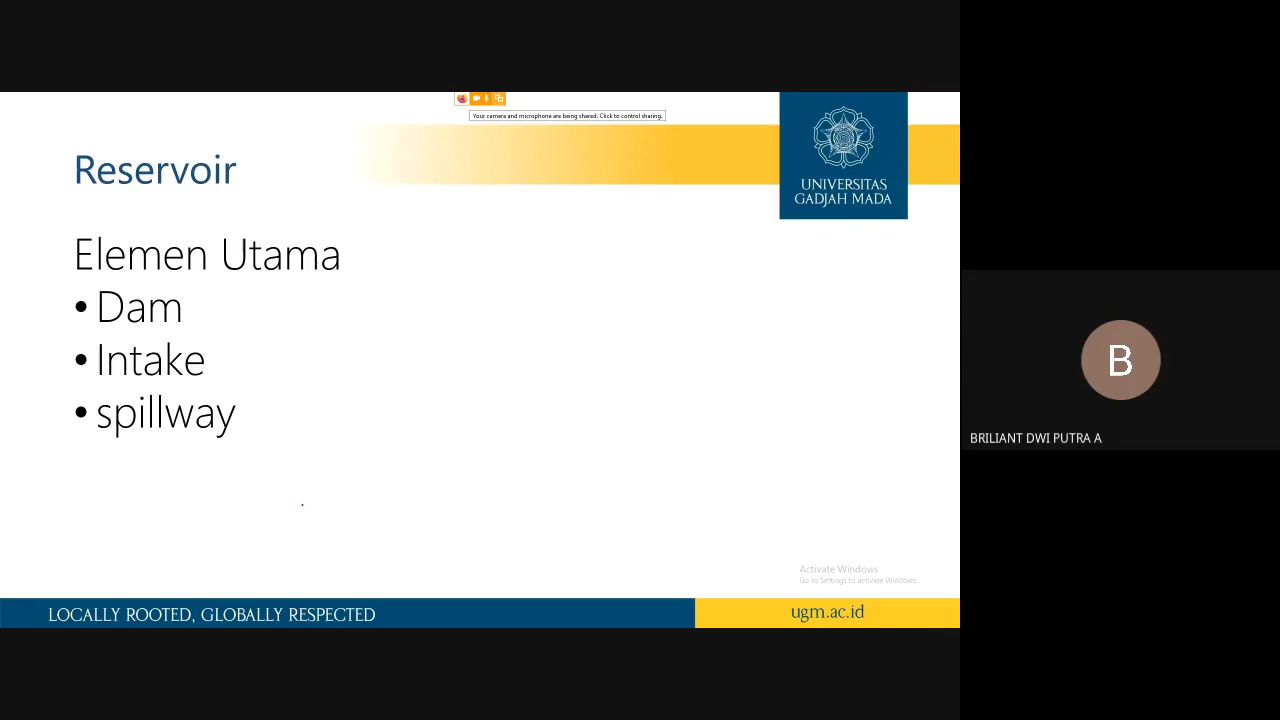 Your camera and microphone are being shared. Click to control sharing.
Reservoir
UNIVERSITAS
GADJAH MADA
Elemen Utama
• Dam
• Intake
• spillway
B
BRILIANT DWI PUTRA A
Activate Windows
Go to Settings to activate Windows.
LOCALLY ROOTED, GLOBALLY RESPECTED
ugm.ac.id